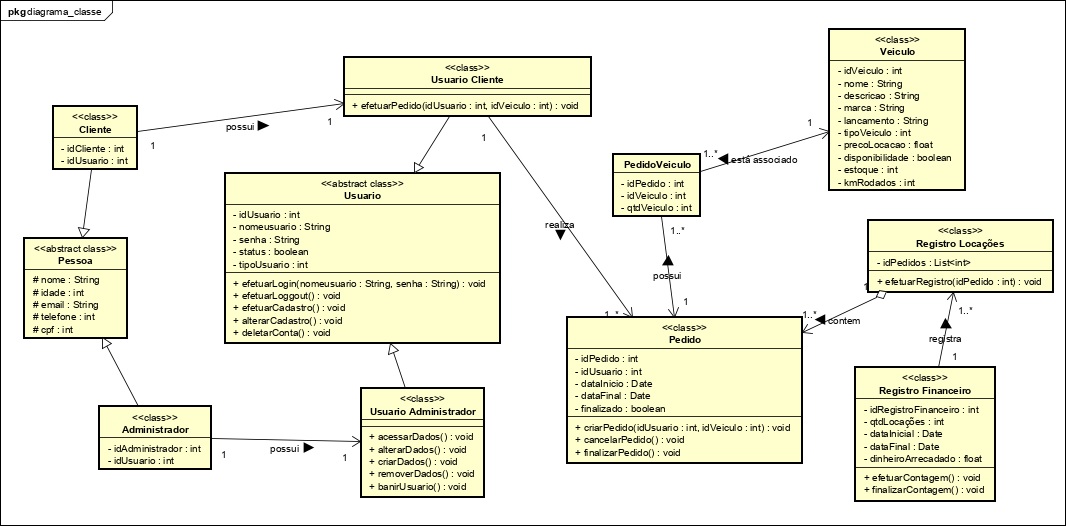 pkg diagrama_classe
<<class>>
Cliente
- idCliente : int
- idUsuario : int
possui
1
1
<<class>>
Usuario Cliente
+ efetuarPedido(idUsuario : int, idVeiculo : int) : void
1
<<class>>
Veiculo
- idVeiculo : int
- nome : String
- descricao : String
- marca : String
- lancamento : String
- tipoVeiculo : int
- precoLocacao : float
- disponibilidade : boolean
- estoque : int
- kmRodados : int
1
1..*
está associado
PedidoVeiculo
- idPedido : int
- idVeiculo : int
- qtdVeiculo : int
1..*
possui
1
<<abstract class>>
Usuario
- idUsuario : int
- nomeusuario : String
- senha : String
- status : boolean
- tipoUsuario : int
+ efetuarLogin(nomeusuario : String, senha : String) : void
+ efetuarLoggout() : void
+ efetuarCadastro() : void
+ alterarCadastro() : void
+ deletarConta() : void
realiza
1..*
<<abstract class>>
Pessoa
# nome : String
# idade : int
# email : String
# telefone : int
# cpf : int
<<class>>
Registro Locações
- idPedidos : List<int>
+ efetuarRegistro(idPedido : int) : void
1
1..*
contem
1..*
registra
1
<<class>>
Pedido
- idPedido : int
- idUsuario : int
- dataInicio : Date
- dataFinal : Date
- finalizado : boolean
+ criarPedido(idUsuario : int, idVeiculo : int) : void
+ cancelarPedido() : void
+ finalizarPedido() : void
<<class>>
Registro Financeiro
- idRegistroFinanceiro : int
- qtdLocações : int
- dataInicial : Date
- dataFinal : Date
- dinheiroArrecadado : float
+ efetuarContagem() : void
+ finalizarContagem() : void
<<class>>
Administrador
- idAdministrador : int
- idUsuario : int
1
possui
1
<<class>>
Usuario Administrador
+ acessarDados() : void
+ alterarDados() : void
+ criarDados() : void
+ removerDados() : void
+ banirUsuario() : void